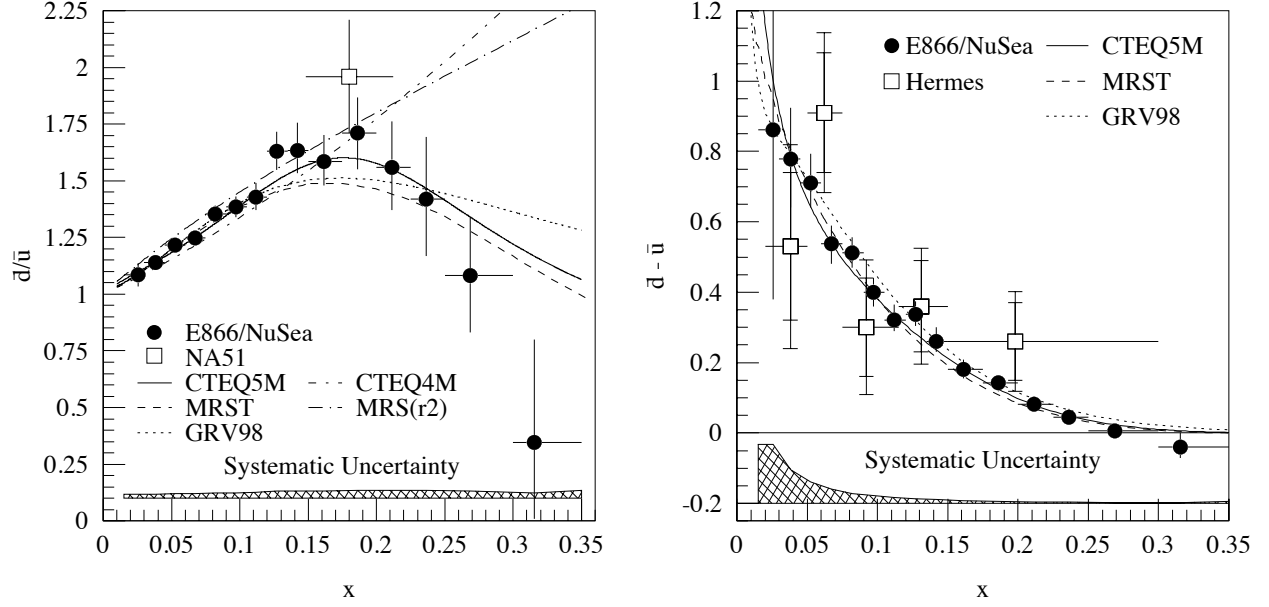 2.25
2
1.75
1.5
1.25
1
0.75
0.5
0.25
0
d̄/ū
E866/NuSea
NA51
CTEQ5M
CTEQ4M
MRST
MRS(r2)
GRV98
Systematic Uncertainty
0 0.05 0.1 0.15 0.2 0.25 0.3 0.35
x
1.2
1
0.8
0.6
0.4
0.2
0
-0.2
d̄ - ū
E866/NuSea
CTEQ5M
Hermes
MRST
GRV98
Systematic Uncertainty
0 0.05 0.1 0.15 0.2 0.25 0.3 0.35
x